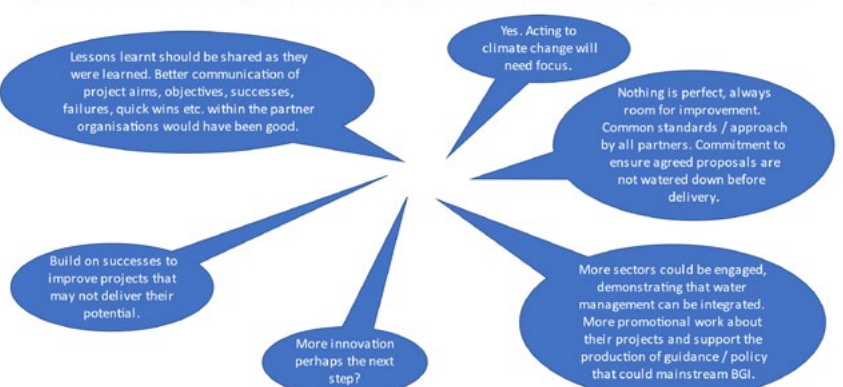 Lessons learnt should be shared as they
were learned. Better communication of
project aims, objectives, successes,
failures, quick wins etc. within the partner
organisations would have been good.
Yes. Acting to
climate change will
need focus.
Nothing is perfect, always
room for improvement.
Common standards / approach
by all partners. Commitment to
ensure agreed proposals are
not watered down before
delivery.
Build on successes to
improve projects that
may not deliver their
potential.
More innovation
perhaps the next
step?
More sectors could be engaged,
demonstrating that water
management can be integrated.
More promotional work about
their projects and support the
production of guidance / policy
that could mainstream BGI.